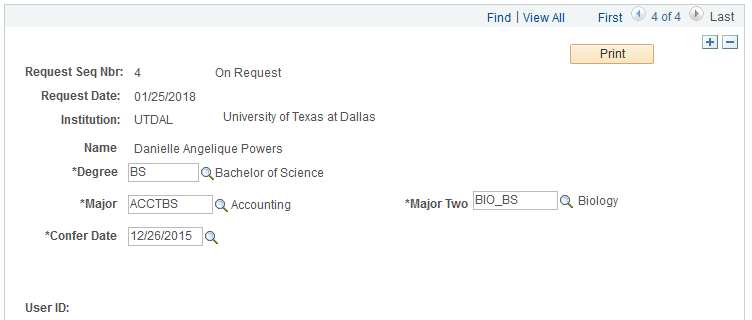 Find | View All First 4 of 4 Last
Print
Request Seq Nbr: 4 On Request
Request Date: 01/25/2018
Institution: UTDAL University of Texas at Dallas
Name Danielle Angelique Powers
*Degree BS Bachelor of Science
*Major ACCTBS Accounting *Major Two BIO_BS Biology
*Confer Date 12/26/2015
User ID: